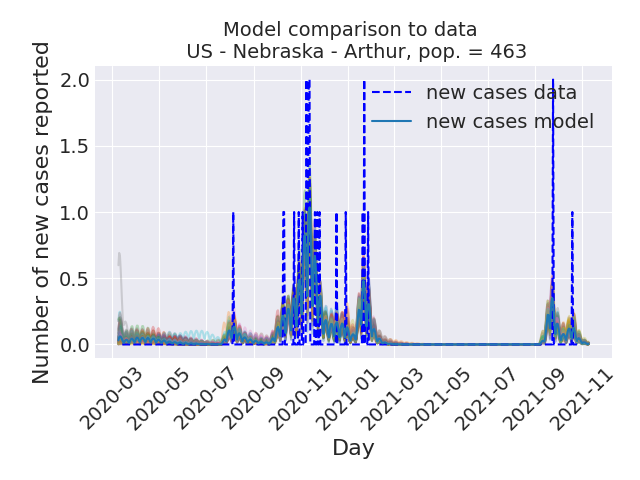 Model comparison to data
US - Nebraska - Arthur, pop. = 463
Number of new cases reported
2.0
1.5
1.0
0.5
0.0
new cases data
new cases model
2020-03
2020-05
2020-07
2020-09
2020-11
2021-01
2021-03
2021-05
2021-07
2021-09
2021-11
Day